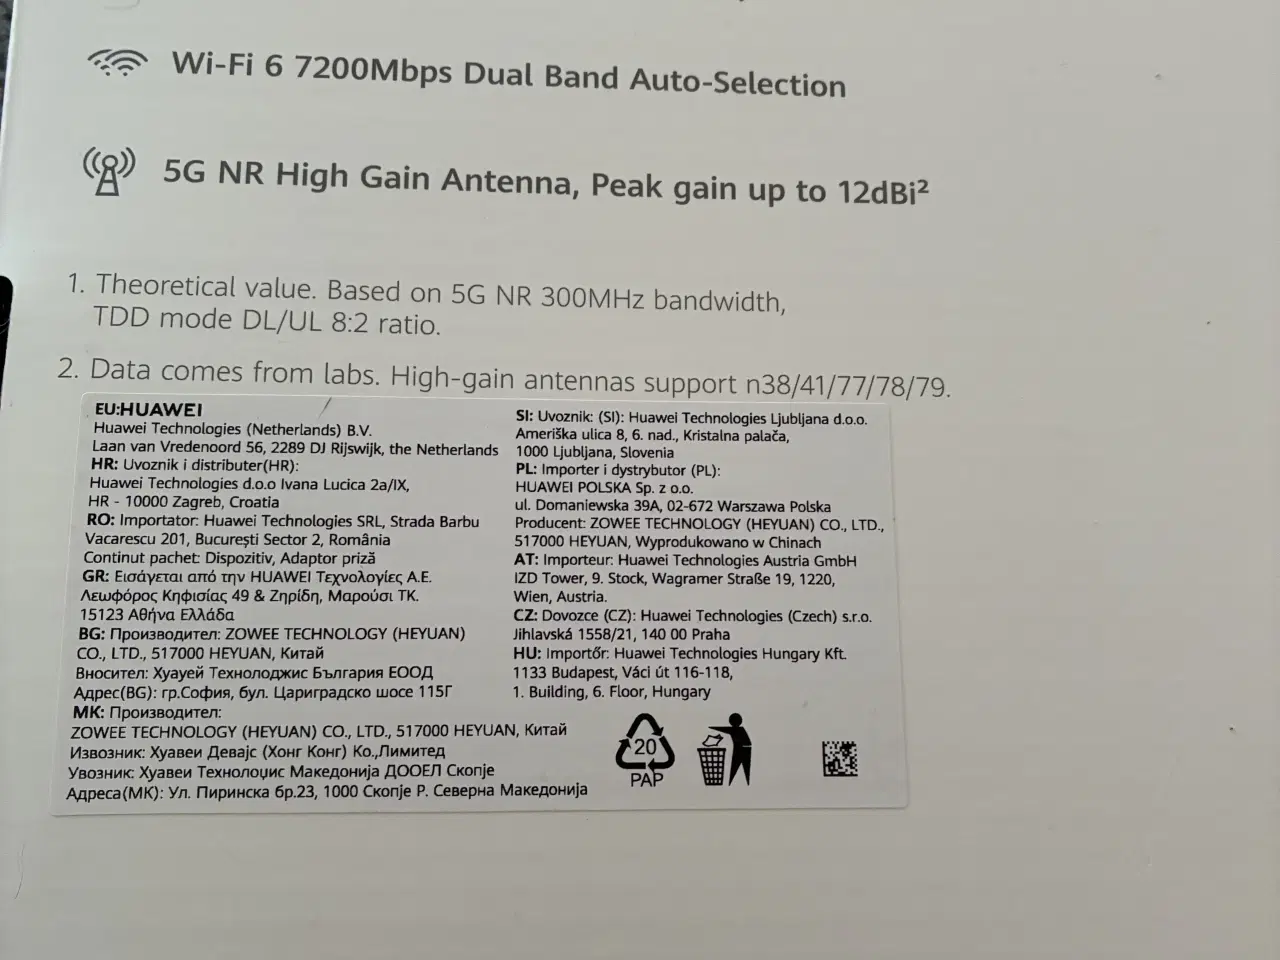 Wi-Fi 6 7200Mbps Dual Band Auto-Selection
5G NR High Gain Antenna, Peak gain up to 12dBi²
1. Theoretical value. Based on 5G NR 300MHz bandwidth,
TDD mode DL/UL 8:2 ratio.
2. Data comes from labs. High-gain antennas support n38/41/77/78/79.
EU:HUAWEI
Huawei Technologies (Netherlands) B.V.
Laan van Vredenoord 56, 2289 DJ Rijswijk, the Netherlands
HR: Uvoznik i distributer(HR):
Huawei Technologies d.o.o Ivana Lucica 2a/IX,
HR - 10000 Zagreb, Croatia
RO: Importator: Huawei Technologies SRL, Strada Barbu
Vacarescu 201, București Sector 2, România
Continut pachet: Dispozitiv, Adaptor priză
GR: Εισάγεται από την HUAWEI Τεχνολογίες Α.Ε.
Λεωφόρος Κηφισίας 49 & Ζηρίδη, Μαρούσι ΤΚ.
15123 Αθήνα Ελλάδα
BG: Производител: ZOWEE TECHNOLOGY (HEYUAN)
CO., LTD., 517000 HEYUAN, Китай
Вносител: Хуауей Технолоджис България ЕООД
Адрес(BG): гр.София, бул. Цариградско шосе 115Г
MK: Производител:
ZOWEE TECHNOLOGY (HEYUAN) CO., LTD., 517000 HEYUAN, Китай
Извозник: Хуавеи Девајс (Хонг Конг) Ко.,Лимитед
Увозник: Хуавеи Технолоџис Македонија ДООЕЛ Скопје
Адреса(МК): Ул. Пиринска бр.23, 1000 Скопје Р. Северна Македонија
SI: Uvoznik: (SI): Huawei Technologies Ljubljana d.o.o.
Ameriška ulica 8, 6. nad., Kristalna palača,
1000 Ljubljana, Slovenia
PL: Importer i dystrybutor (PL):
HUAWEI POLSKA Sp. z o.o.
ul. Domaniewska 39A, 02-672 Warszawa Polska
Producent: ZOWEE TECHNOLOGY (HEYUAN) CO., LTD.,
517000 HEYUAN, Wyprodukowano w Chinach
AT: Importeur: Huawei Technologies Austria GmbH
IZD Tower, 9. Stock, Wagramer Straße 19, 1220,
Wien, Austria.
CZ: Dovozce (CZ): Huawei Technologies (Czech) s.r.o.
Jihlavská 1558/21, 140 00 Praha
HU: Importőr: Huawei Technologies Hungary Kft.
1133 Budapest, Váci út 116-118,
1. Building, 6. Floor, Hungary
20
PAP